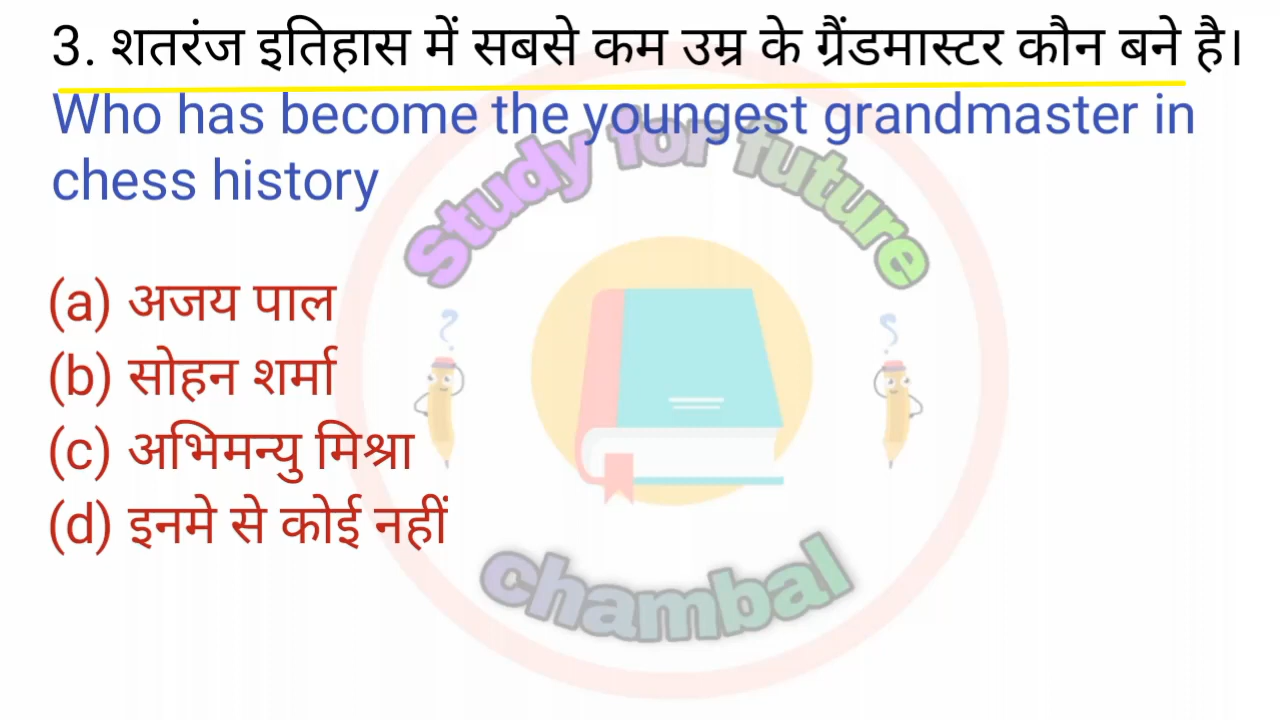 3. शतरंज इतिहास में सबसे कम उम्र के ग्रैंडमास्टर कौन बने है।
Who has become the youngest grandmaster in
chess history
Study for future
(a) अजय पाल
(b) सोहन शर्मा
(c) अभिमन्यु मिश्रा
(d) इनमे से कोई नहीं
chambal